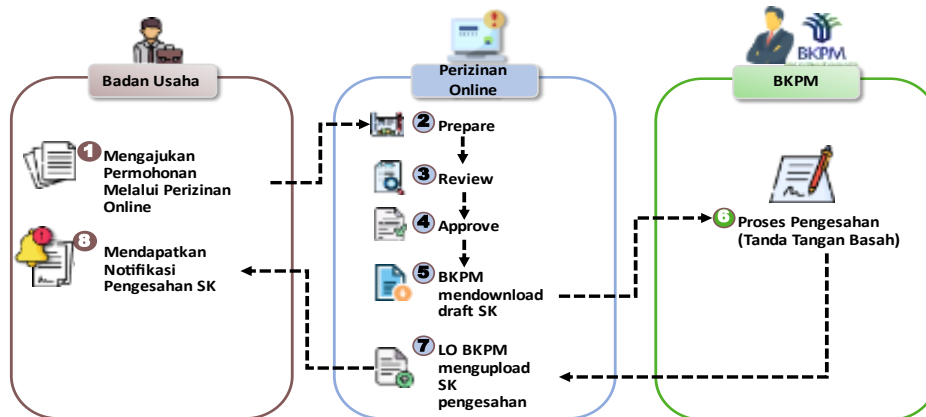 Badan Usaha
1 Mengajukan
Permohonan
Melalui Perizinan
Online
8 Mendapatkan
Notifikasi
Pengesahan SK
Perizinan
Online
2 Prepare
3 Review
4 Approve
5 BKPM
mendownload
draft SK
7 LO BKPM
mengupload
SK
pengesahan
BKPM
BKPM
6 Proses Pengesahan
(Tanda Tangan Basah)